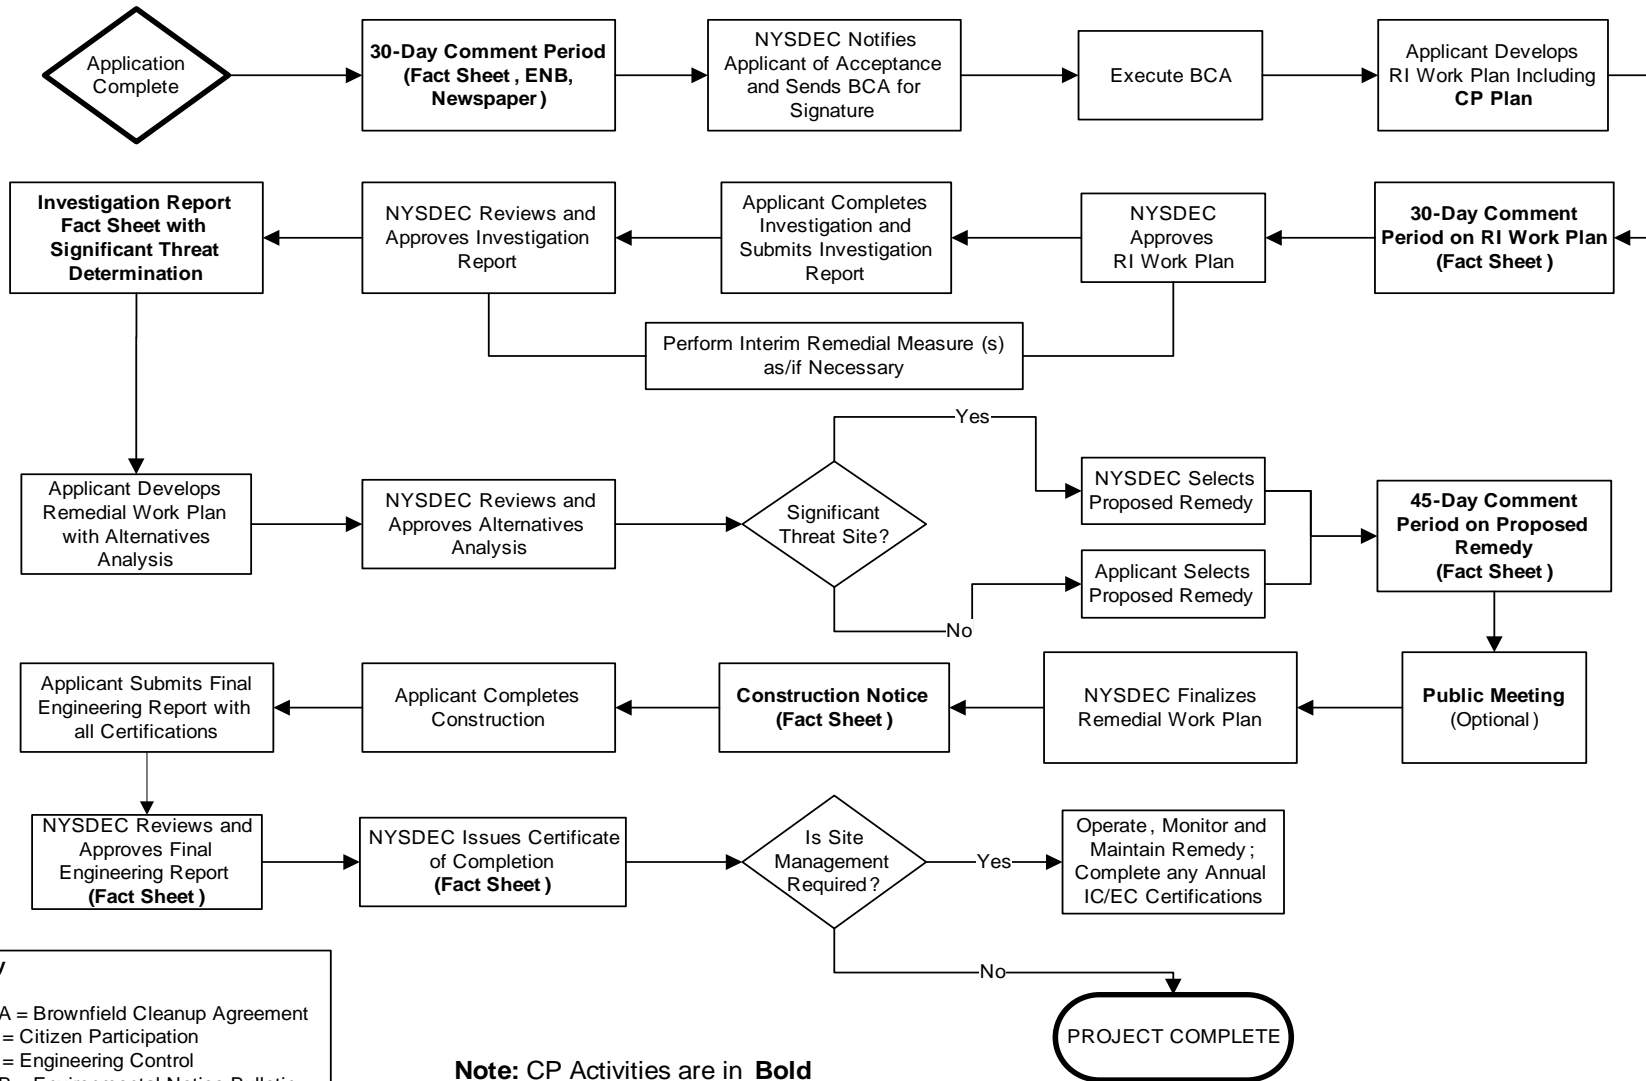 Application
Complete
30-Day Comment Period
(Fact Sheet, ENB,
Newspaper)
NYSDEC Notifies
Applicant of Acceptance
and Sends BCA for
Signature
Execute BCA
Applicant Develops
RI Work Plan Including
CP Plan
Investigation Report
Fact Sheet with
Significant Threat
Determination
NYSDEC Reviews and
Approves Investigation
Report
Applicant Completes
Investigation and
Submits Investigation
Report
NYSDEC
Approves
RI Work Plan
30-Day Comment
Period on RI Work Plan
(Fact Sheet)
Perform Interim Remedial Measure (s)
as/if Necessary
Applicant Develops
Remedial Work Plan
with Alternatives
Analysis
NYSDEC Reviews and
Approves Alternatives
Analysis
Significant
Threat Site?
Yes
No
NYSDEC Selects
Proposed Remedy
Applicant Selects
Proposed Remedy
45-Day Comment
Period on Proposed
Remedy
(Fact Sheet)
Applicant Submits Final
Engineering Report with
all Certifications
Applicant Completes
Construction
Construction Notice
(Fact Sheet)
NYSDEC Finalizes
Remedial Work Plan
Public Meeting
(Optional)
NYSDEC Reviews and
Approves Final
Engineering Report
(Fact Sheet)
NYSDEC Issues Certificate
of Completion
(Fact Sheet)
Is Site
Management
Required?
Yes
No
Operate, Monitor and
Maintain Remedy;
Complete any Annual
IC/EC Certifications
PROJECT COMPLETE
= Brownfield Cleanup Agreement
= Citizen Participation
= Engineering Control
Note: CP Activities are in Bold